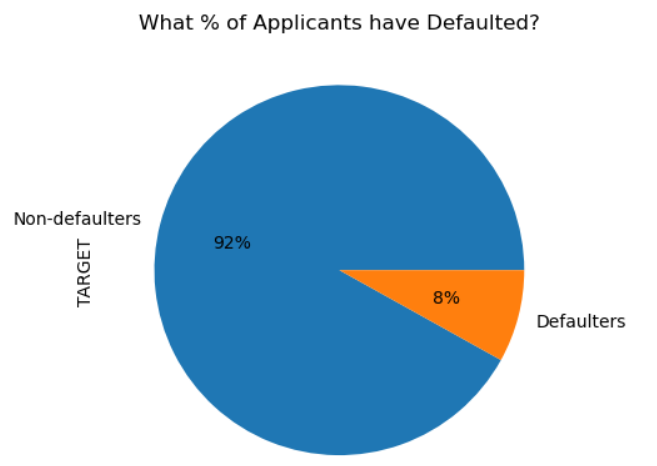 What % of Applicants have Defaulted?
Non-defaulters
TARGET
92%
8%
Defaulters